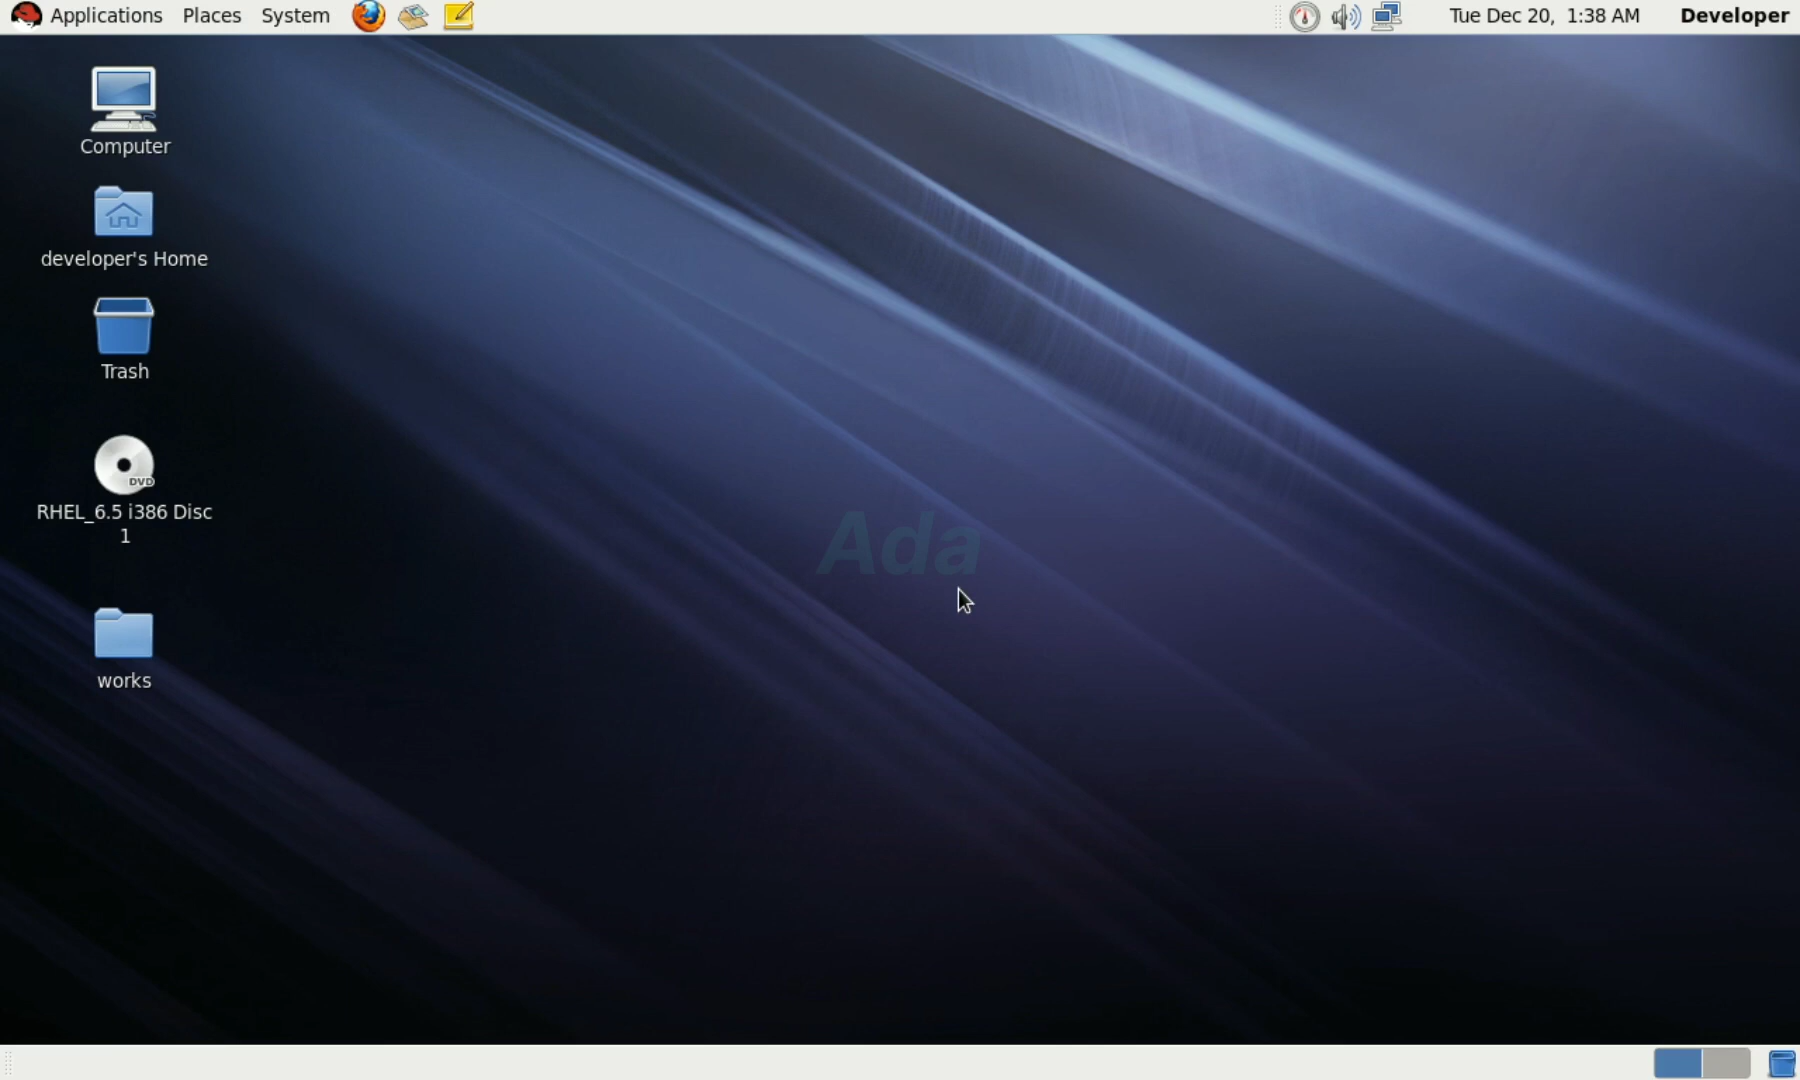 Applications Places System Tue Dec 20, 1:38 AM Developer
Computer
developer's Home
Trash
DVD
RHEL_6.5 i386 Disc
1
Ada
works